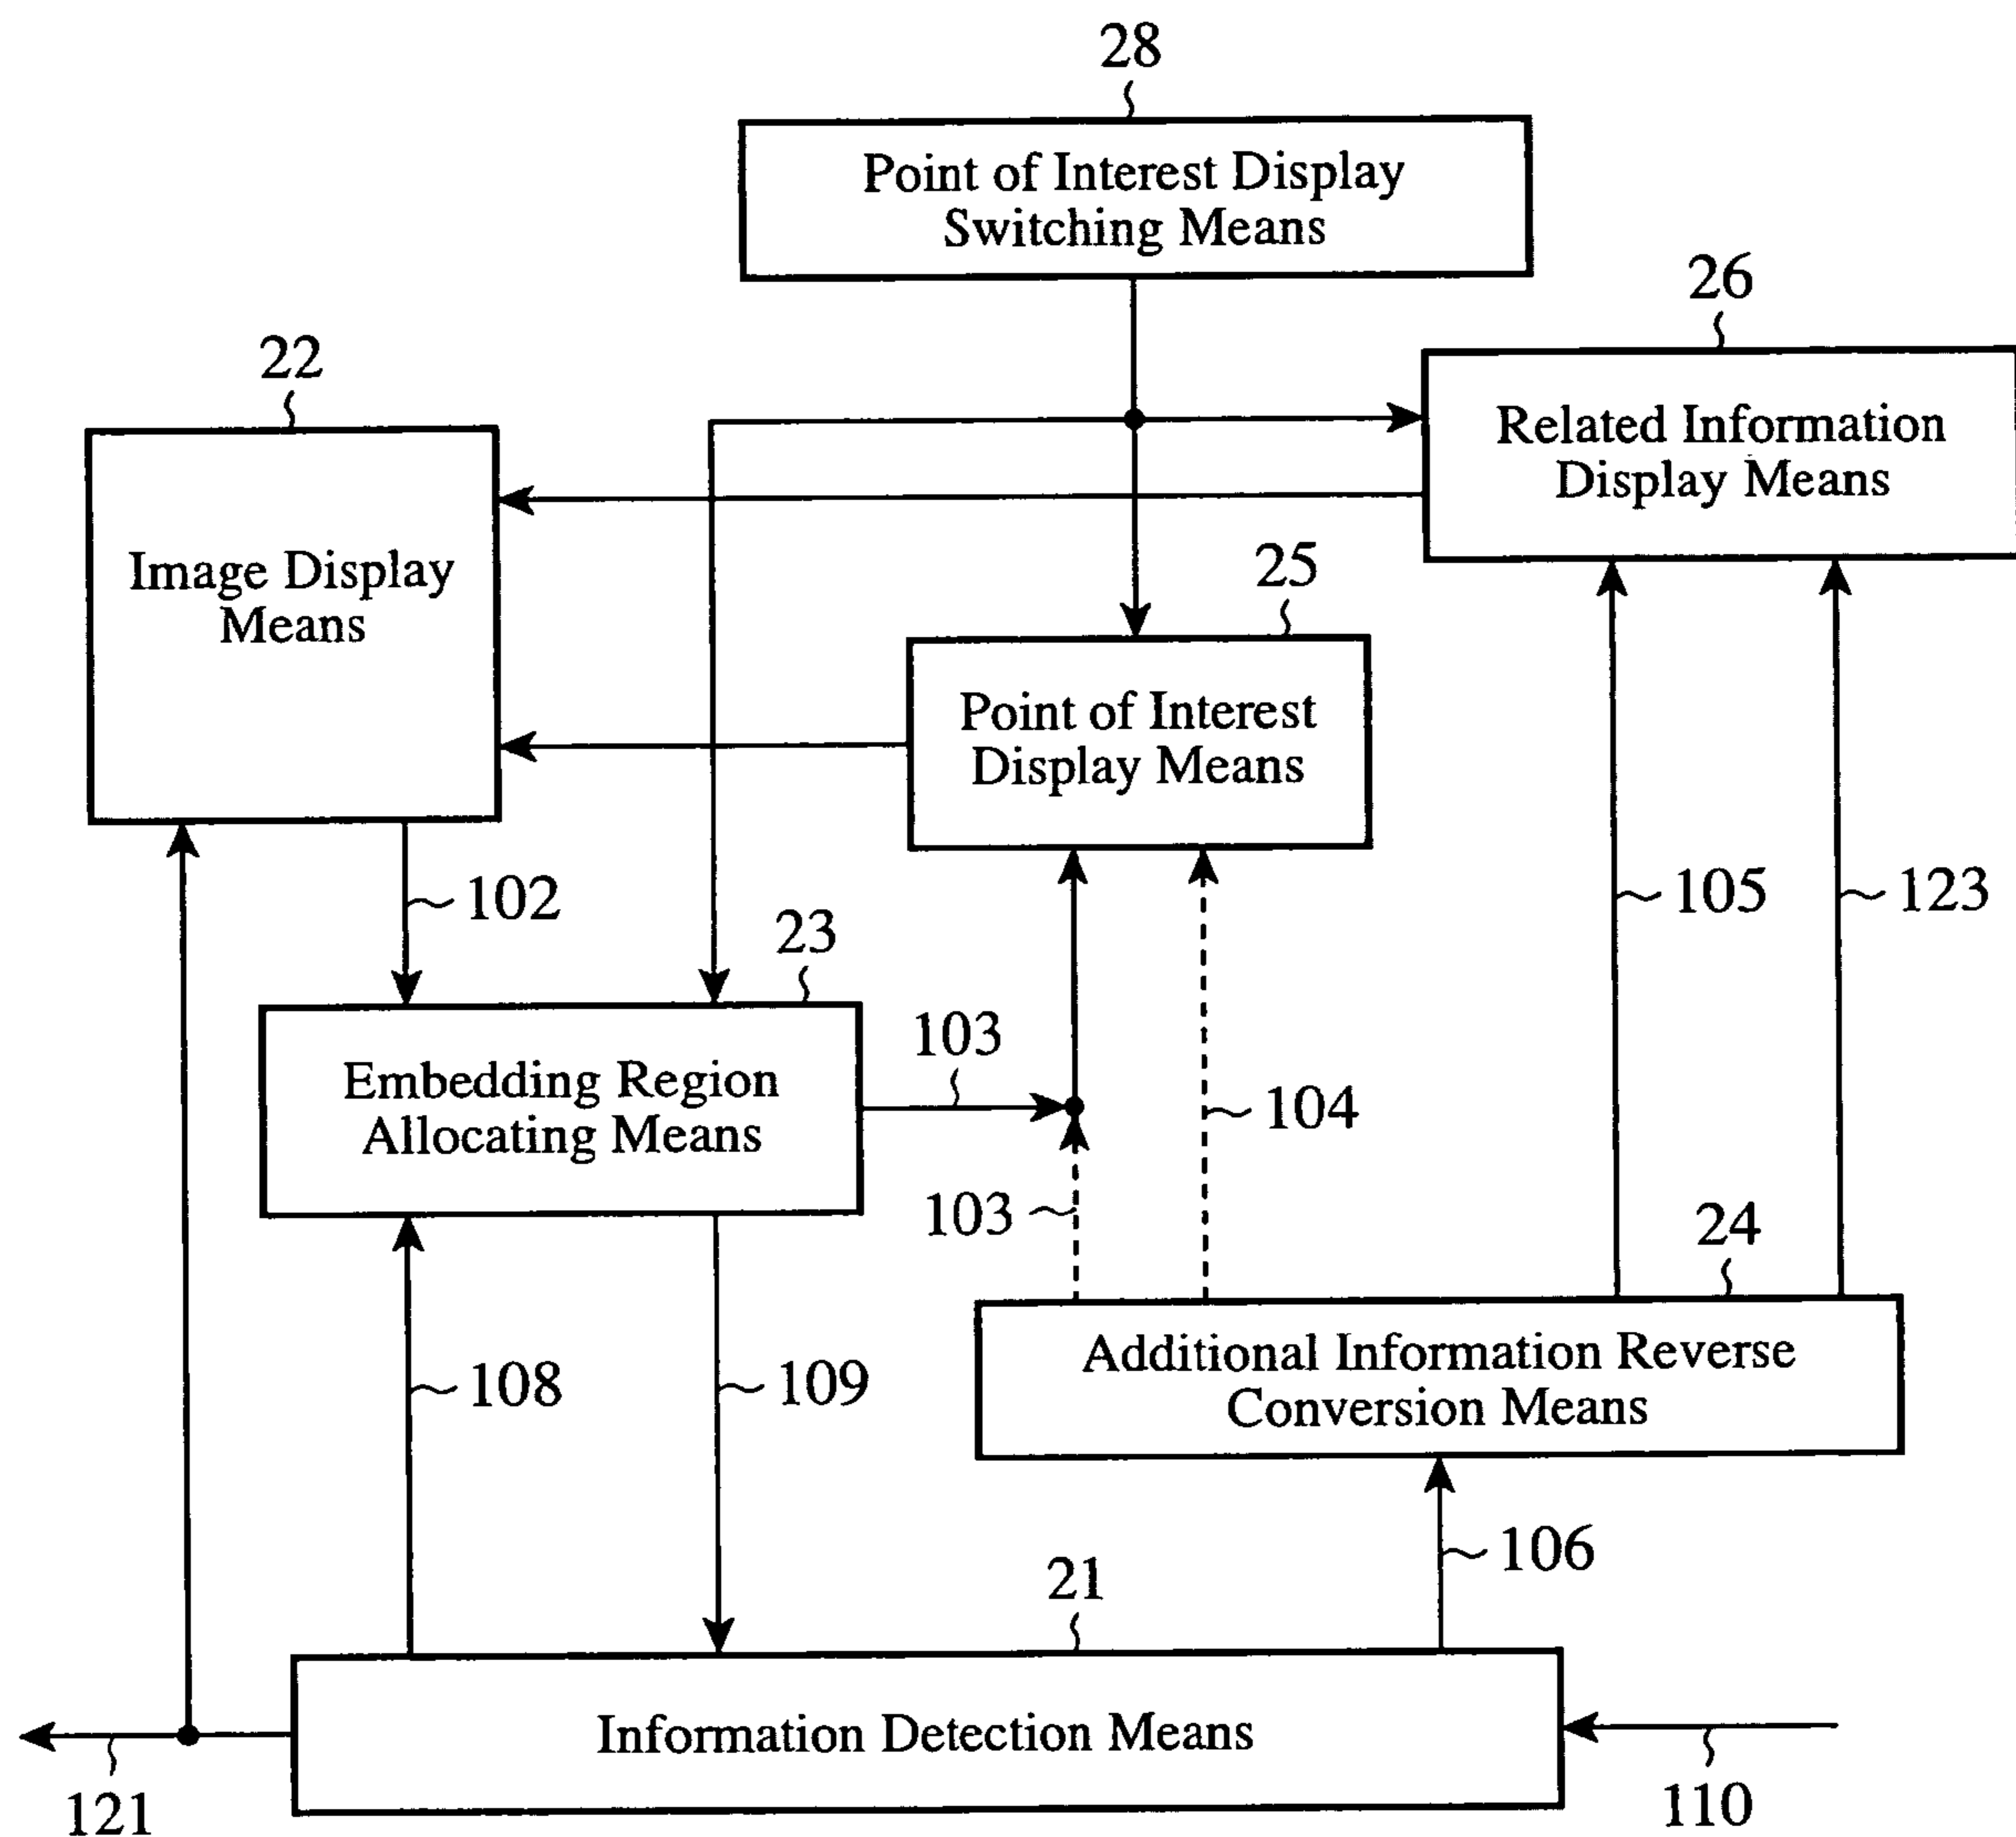 28
Point of Interest Display
Switching Means
26
Related Information
Display Means
22
Image Display
Means
25
Point of Interest
Display Means
102
105
123
23
Embedding Region
Allocating Means
103
104
103
24
Additional Information Reverse
Conversion Means
108
109
106
21
Information Detection Means
121
110